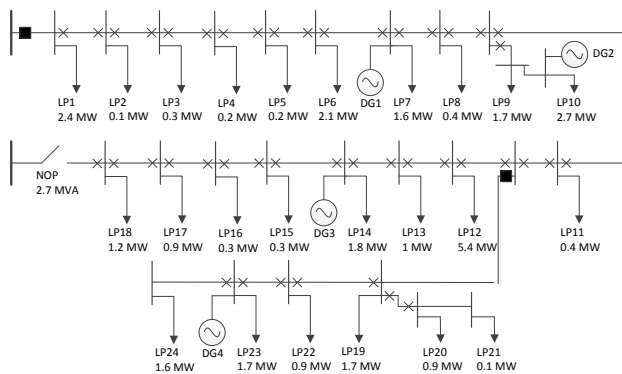 DG2
LP1 LP2 LP3 LP4 LP5 LP6 DG1 LP7 LP8 LP9 LP10
2.4 MW 0.1 MW 0.3 MW 0.2 MW 0.2 MW 2.1 MW 1.6 MW 0.4 MW 1.7 MW 2.7 MW
NOP
2.7 MVA
LP18 LP17 LP16 LP15 DG3 LP14 LP13 LP12 LP11
1.2 MW 0.9 MW 0.3 MW 0.3 MW 1.8 MW 1 MW 5.4 MW 0.4 MW
LP24 DG4 LP23 LP22 LP19 LP20 LP21
1.6 MW 1.7 MW 0.9 MW 1.7 MW 0.9 MW 0.1 MW